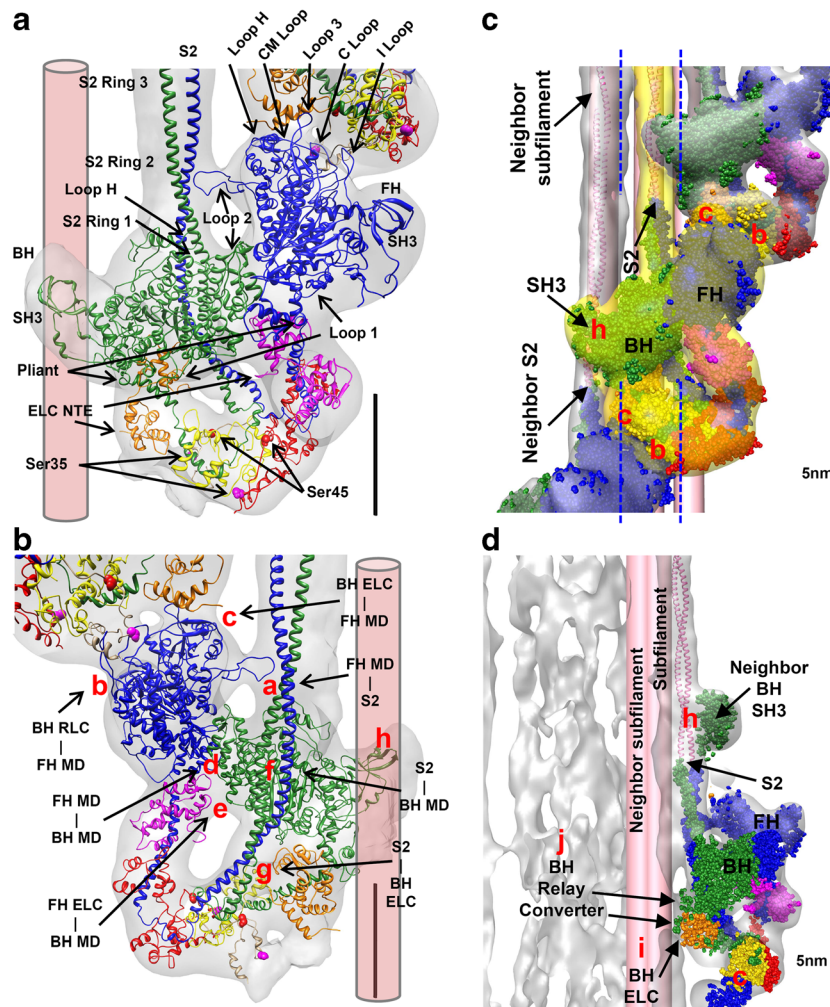 a
S2
Loop H
CM Loop
Loop 3
C Loop
I Loop
S2 Ring 3
S2 Ring 2
Loop H
S2 Ring 1
Loop 2
FH
SH3
BH
SH3
Loop 1
Pliant
ELC NTE
Ser35
Ser45
b
BH ELC
FH MD
c
FH MD
S2
a
b
BH RLC
FH MD
h
d
f
S2
BH MD
FH MD
BH MD
e
g
S2
BH
ELC
FH ELC
BH MD
c
Neighbor
subfilament
S2
c
b
FH
SH3
h
BH
Neighbor S2
c
b
5nm
d
Neighbor subfilament
Subfilament
Neighbor
BH
SH3
h
S2
FH
j
BH
BH
Relay
Converter
i
BH
ELC
c
5nm